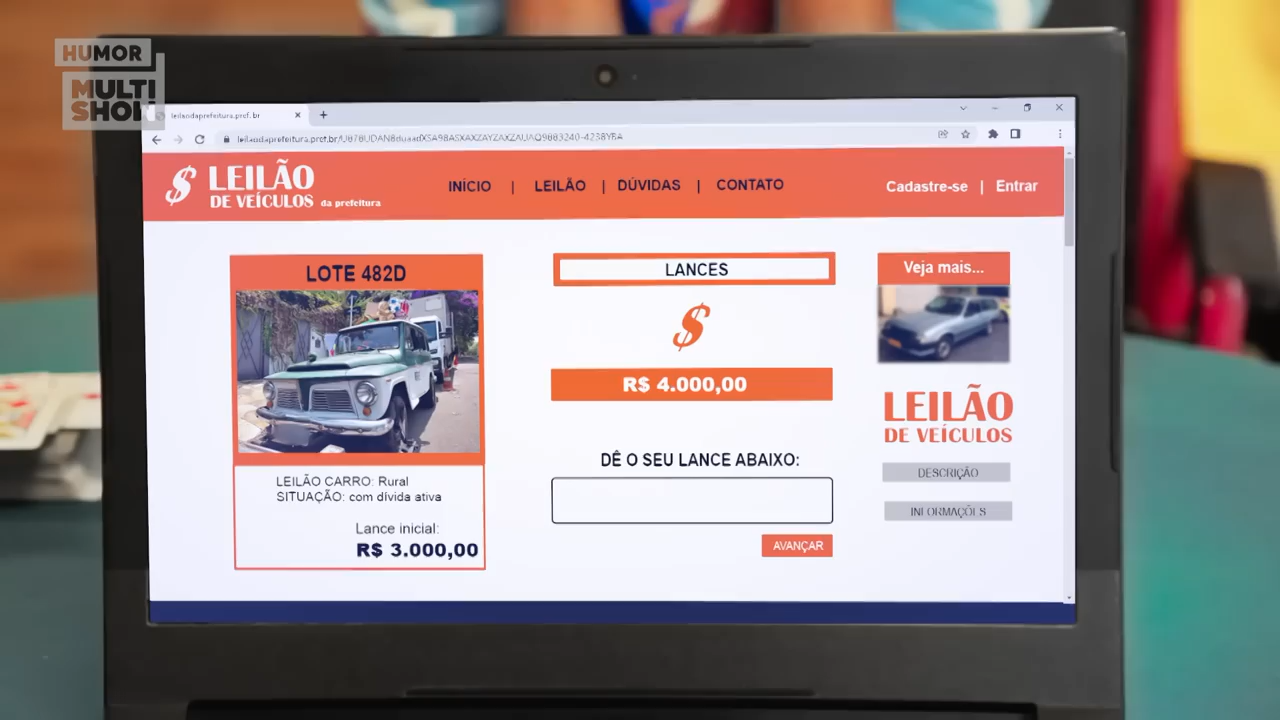 HUMOR
MULTI
SHOW
leilaodaprefeitura.pref.br
LEILÃO
DE VEÍCULOS da prefeitura
INÍCIO | LEILÃO | DÚVIDAS | CONTATO
Cadastre-se | Entrar
LOTE 482D
LEILÃO CARRO: Rural
SITUAÇÃO: com dívida ativa
Lance inicial:
R$ 3.000,00
LANCES
$
R$ 4.000,00
DÊ O SEU LANCE ABAIXO:
AVANÇAR
Veja mais...
LEILÃO
DE VEÍCULOS
DESCRIÇÃO
INFORMAÇÕES